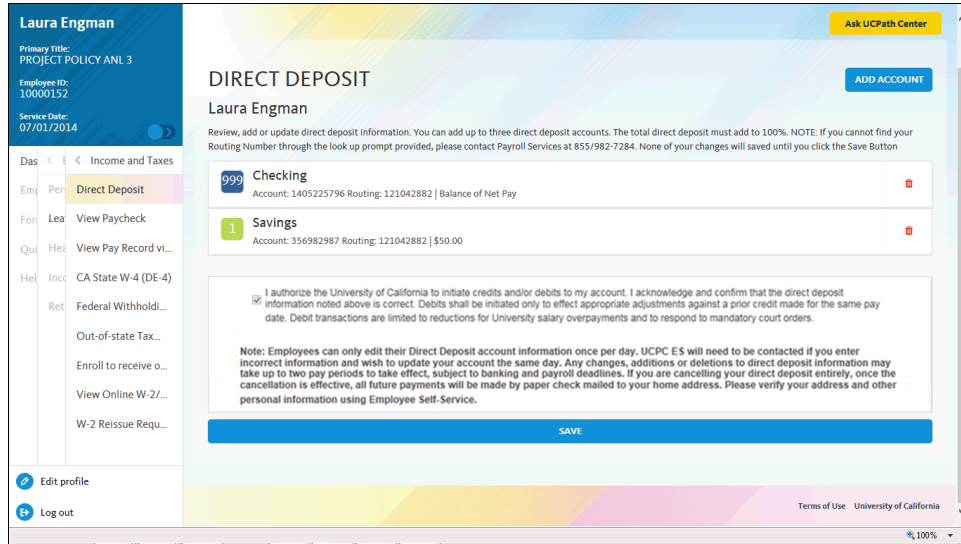 Laura Engman
Primary Title:
PROJECT POLICY ANL 3
Employee ID:
10000152
Service Date:
07/01/2014
Das
Emp
For
Qui
Hel
Per
Lea
Hea
Inco
Ret
Income and Taxes
Direct Deposit
View Paycheck
View Pay Record vi...
CA State W-4 (DE-4)
Federal Withholdi...
Out-of-state Tax...
Enroll to receive o...
View Online W-2/...
W-2 Reissue Requ...
Edit profile
Log out
Ask UCPath Center
DIRECT DEPOSIT
ADD ACCOUNT
Laura Engman
Review, add or update direct deposit information. You can add up to three direct deposit accounts. The total direct deposit must add to 100%. NOTE: If you cannot find your
Routing Number through the look up prompt provided, please contact Payroll Services at 855/982-7284. None of your changes will saved until you click the Save Button
999
Checking
Account: 1405225796 Routing: 121042882 | Balance of Net Pay
1
Savings
Account: 356982987 Routing: 121042882 | $50.00
I authorize the University of California to initiate credits and/or debits to my account. I acknowledge and confirm that the direct deposit
information noted above is correct. Debits shall be initiated only to effect appropriate adjustments against a prior credit made for the same pay
date. Debit transactions are limited to reductions for University salary overpayments and to respond to mandatory court orders.
Note: Employees can only edit their Direct Deposit account information once per day. UCPC ES will need to be contacted if you enter
incorrect information and wish to update your account the same day. Any changes, additions or deletions to direct deposit information may
take up to two pay periods to take effect, subject to banking and payroll deadlines. If you are cancelling your direct deposit entirely, once the
cancellation is effective, all future payments will be made by paper check mailed to your home address. Please verify your address and other
personal information using Employee Self-Service.
SAVE
Terms of Use University of California
100%